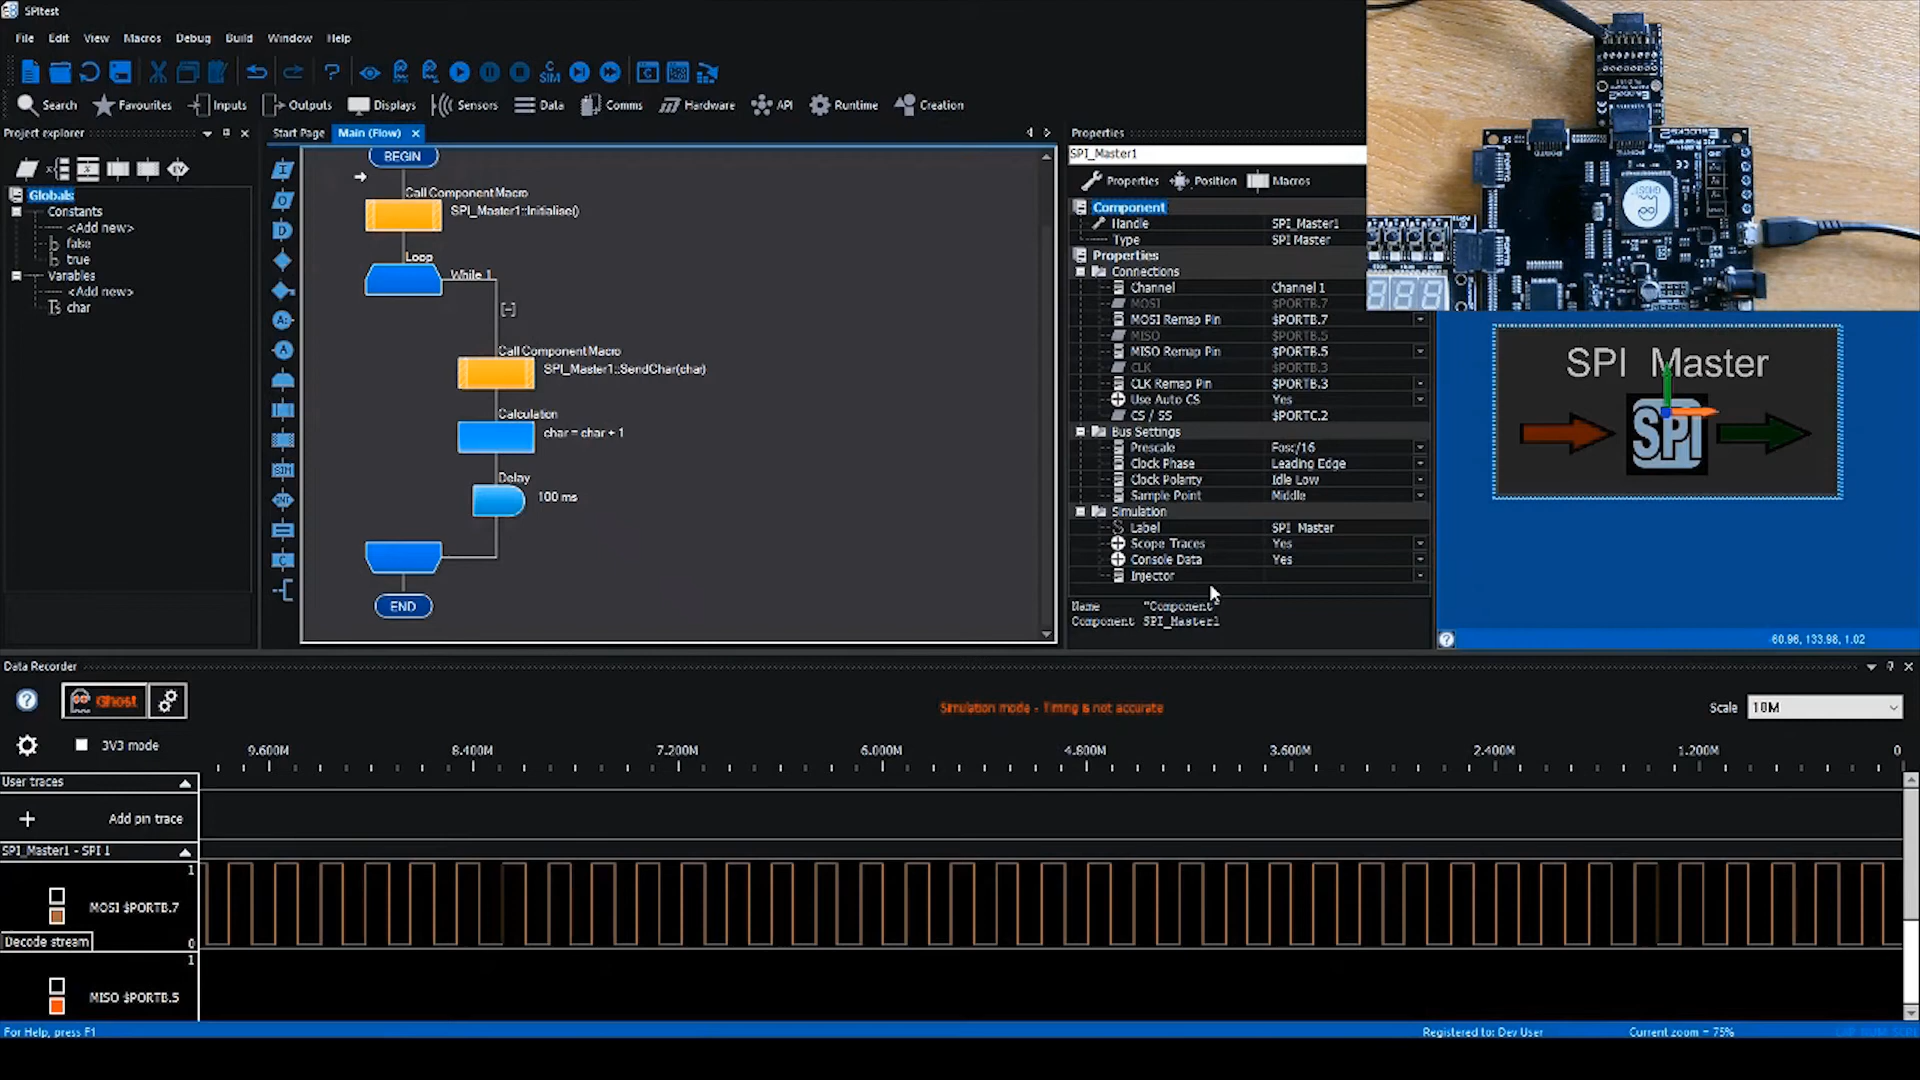 SPItest
File Edit View Macros Debug Build Window Help
C SIM
Search Favourites Inputs Outputs Displays Sensors Data Comms Hardware API Runtime Creation
Project explorer
Globals
Constants
<Add new>
false
true
Variables
<Add new>
char
Start Page Main (Flow)
BEGIN
Call Component Macro
SPI_Master1::Initialise()
Loop
While 1
Call Component Macro
SPI_Master1::SendChar(char)
Calculation
char = char + 1
Delay
100 ms
END
Properties
SPI_Master1
Properties Position Macros
Component
Handle SPI_Master1
Type SPI Master
Properties
Connections
Channel Channel 1
MOSI $PORTB.7
MOSI Remap Pin $PORTB.7
MISO $PORTB.5
MISO Remap Pin $PORTB.5
CLK $PORTB.3
CLK Remap Pin $PORTB.3
Use Auto CS Yes
CS / SS $PORTC.2
Bus Settings
Prescale Fosc/16
Clock Phase Leading Edge
Clock Polarity Idle Low
Sample Point Middle
Simulation
Label SPI Master
Scope Traces Yes
Console Data Yes
Injector
Name "Component"
Component SPI_Master1
GHOST
SPI Master
SPI
-60.96, 133.98, 1.02
Data Recorder
Ghost
Simulation mode - Timing is not accurate
Scale 10M
3V3 mode
9.600M 8.400M 7.200M 6.000M 4.800M 3.600M 2.400M 1.200M 0
User traces
Add pin trace
SPI_Master1 - SPI 1
1
MOSI $PORTB.7
Decode stream 0
1
MISO $PORTB.5
For Help, press F1
Registered to: Dev User
Current zoom = 75%